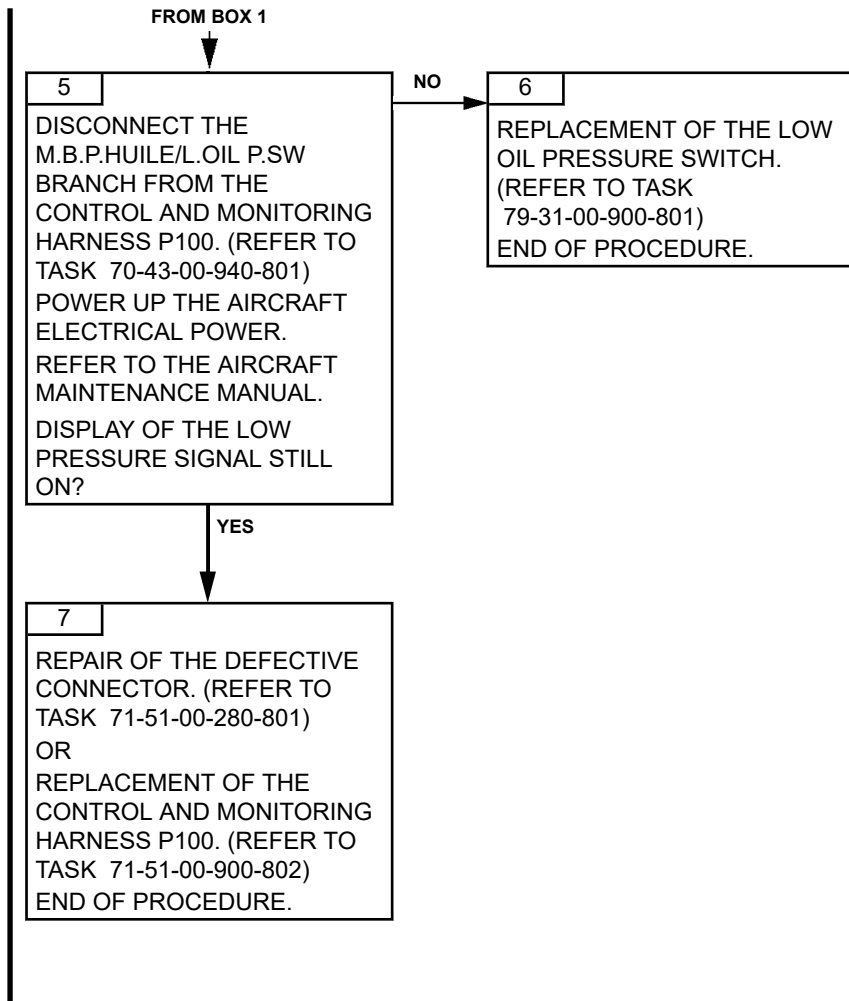 FROM BOX 1
5
DISCONNECT THE
M.B.P.HUILE/L.OIL P.SW
BRANCH FROM THE
CONTROL AND MONITORING
HARNESS P100. (REFER TO
TASK 70-43-00-940-801)
POWER UP THE AIRCRAFT
ELECTRICAL POWER.
REFER TO THE AIRCRAFT
MAINTENANCE MANUAL.
DISPLAY OF THE LOW
PRESSURE SIGNAL STILL
ON?
NO
6
REPLACEMENT OF THE LOW
OIL PRESSURE SWITCH.
(REFER TO TASK
79-31-00-900-801)
END OF PROCEDURE.
YES
7
REPAIR OF THE DEFECTIVE
CONNECTOR. (REFER TO
TASK 71-51-00-280-801)
OR
REPLACEMENT OF THE
CONTROL AND MONITORING
HARNESS P100. (REFER TO
TASK 71-51-00-900-802)
END OF PROCEDURE.